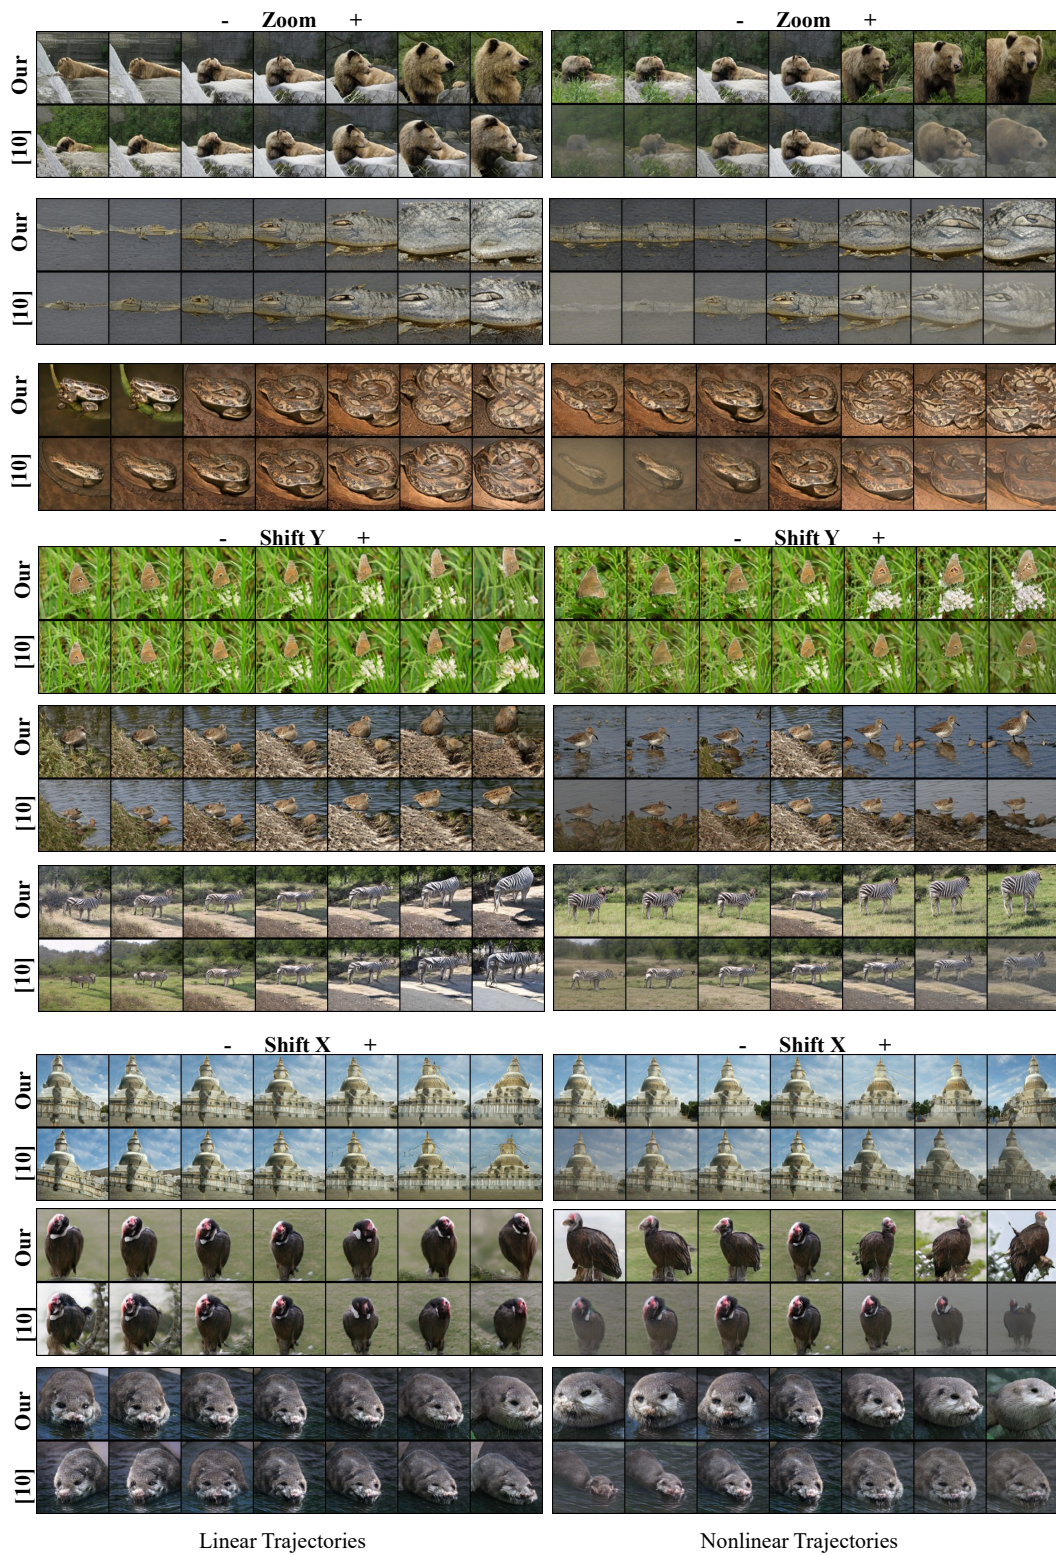 - Zoom + - Zoom +
Our
[10]
Our
[10]
Our
[10]
- Shift Y + - Shift Y +
Our
[10]
Our
[10]
Our
[10]
- Shift X + - Shift X +
Our
[10]
Our
[10]
Our
[10]
Linear Trajectories Nonlinear Trajectories